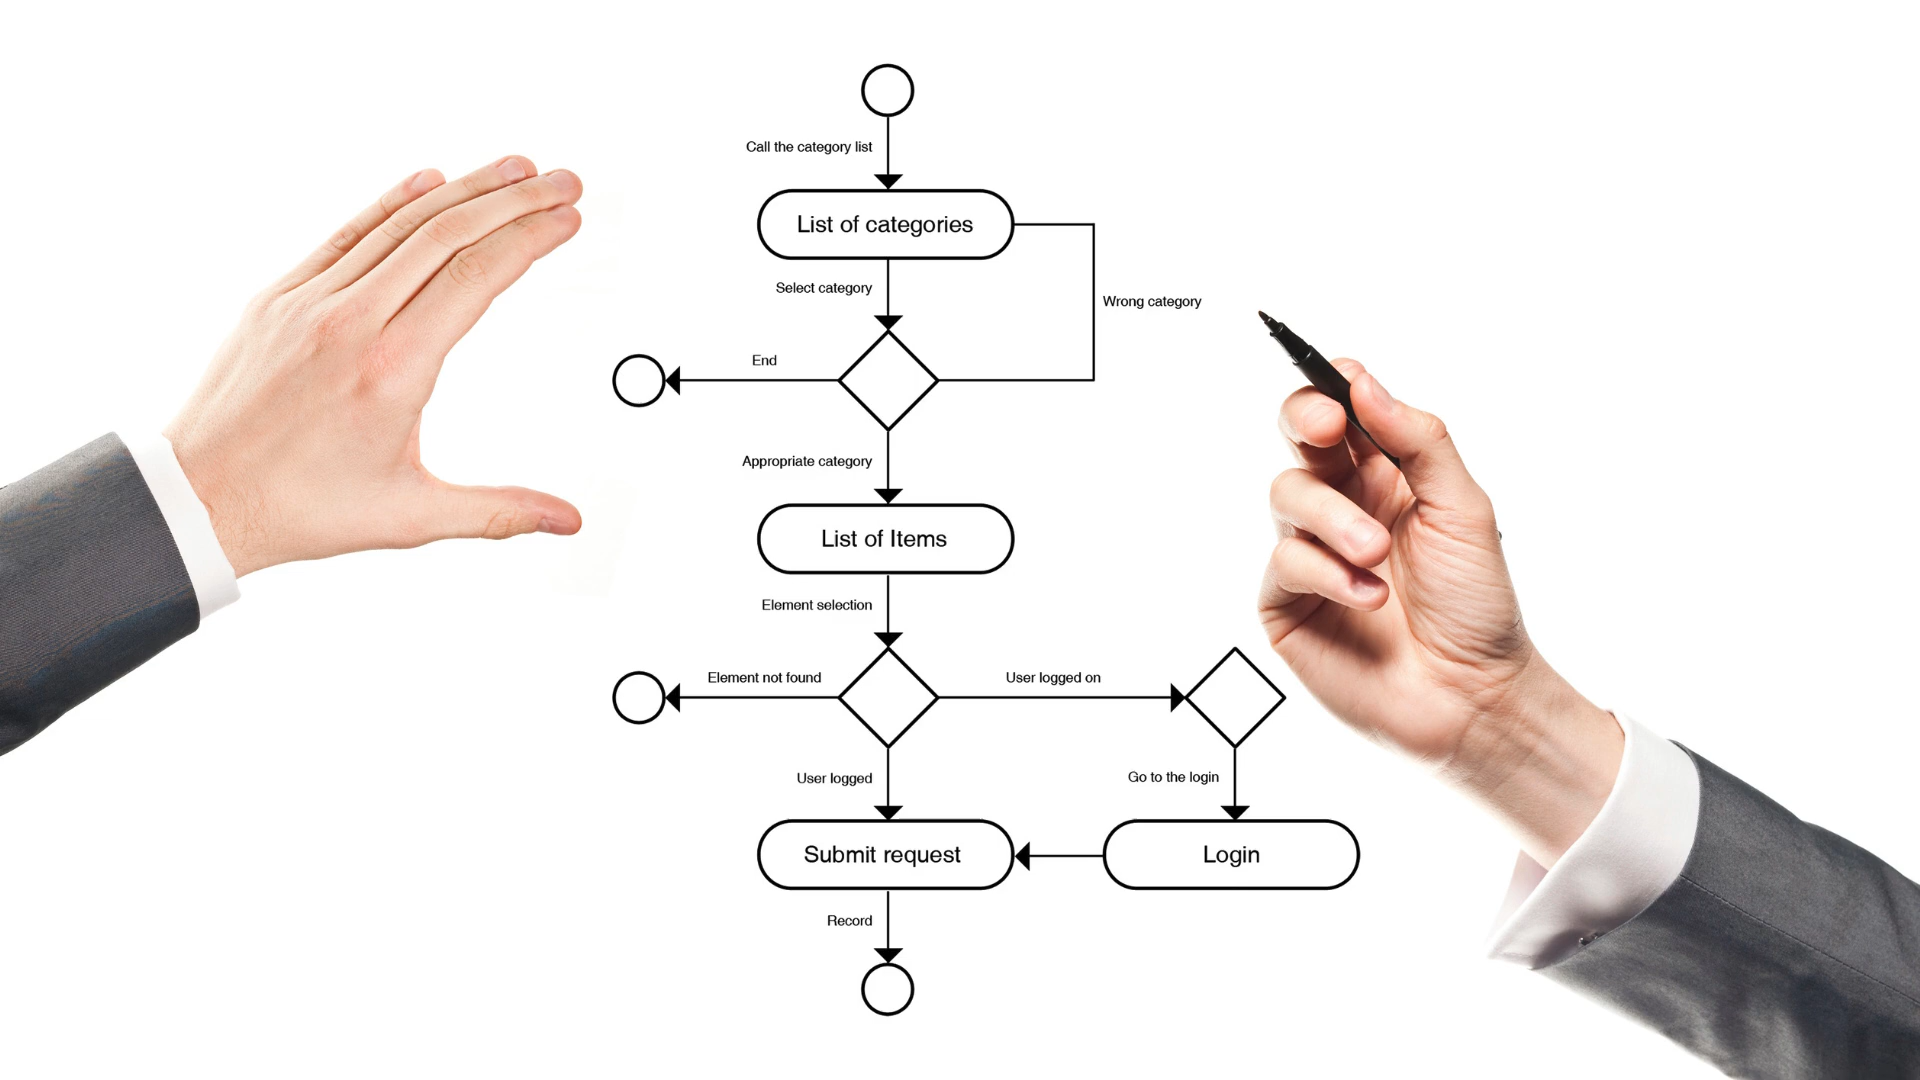 Call the category list
List of categories
Select category
Wrong category
End
Appropriate category
List of Items
Element selection
Element not found
User logged on
User logged
Go to the login
Submit request
Login
Record